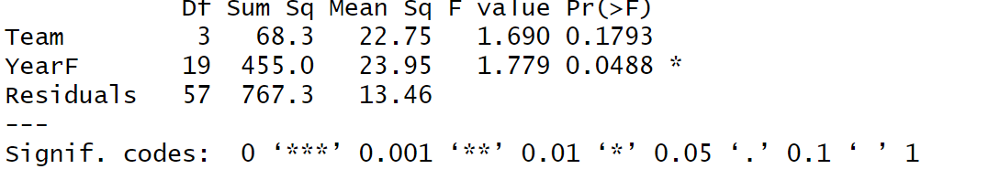 Df Sum Sq Mean Sq F value Pr(>F)
Team 3 68.3 22.75 1.690 0.1793
YearF 19 455.0 23.95 1.779 0.0488 *
Residuals 57 767.3 13.46
---
Signif. codes: 0 ‘***’ 0.001 ‘**’ 0.01 ‘*’ 0.05 ‘.’ 0.1 ‘ ’ 1